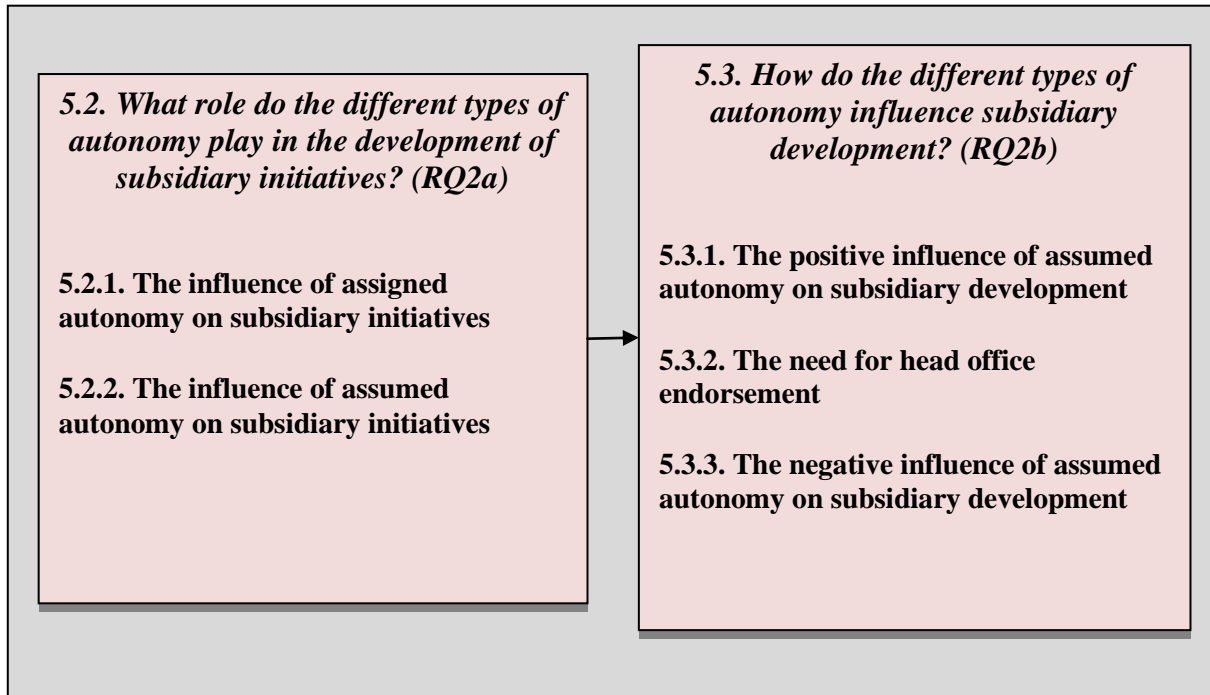 5.2. What role do the different types of
autonomy play in the development of
subsidiary initiatives? (RQ2a)
5.2.1. The influence of assigned
autonomy on subsidiary initiatives
5.2.2. The influence of assumed
autonomy on subsidiary initiatives
5.3. How do the different types of
autonomy influence subsidiary
development? (RQ2b)
5.3.1. The positive influence of assumed
autonomy on subsidiary development
5.3.2. The need for head office
endorsement
5.3.3. The negative influence of assumed
autonomy on subsidiary development